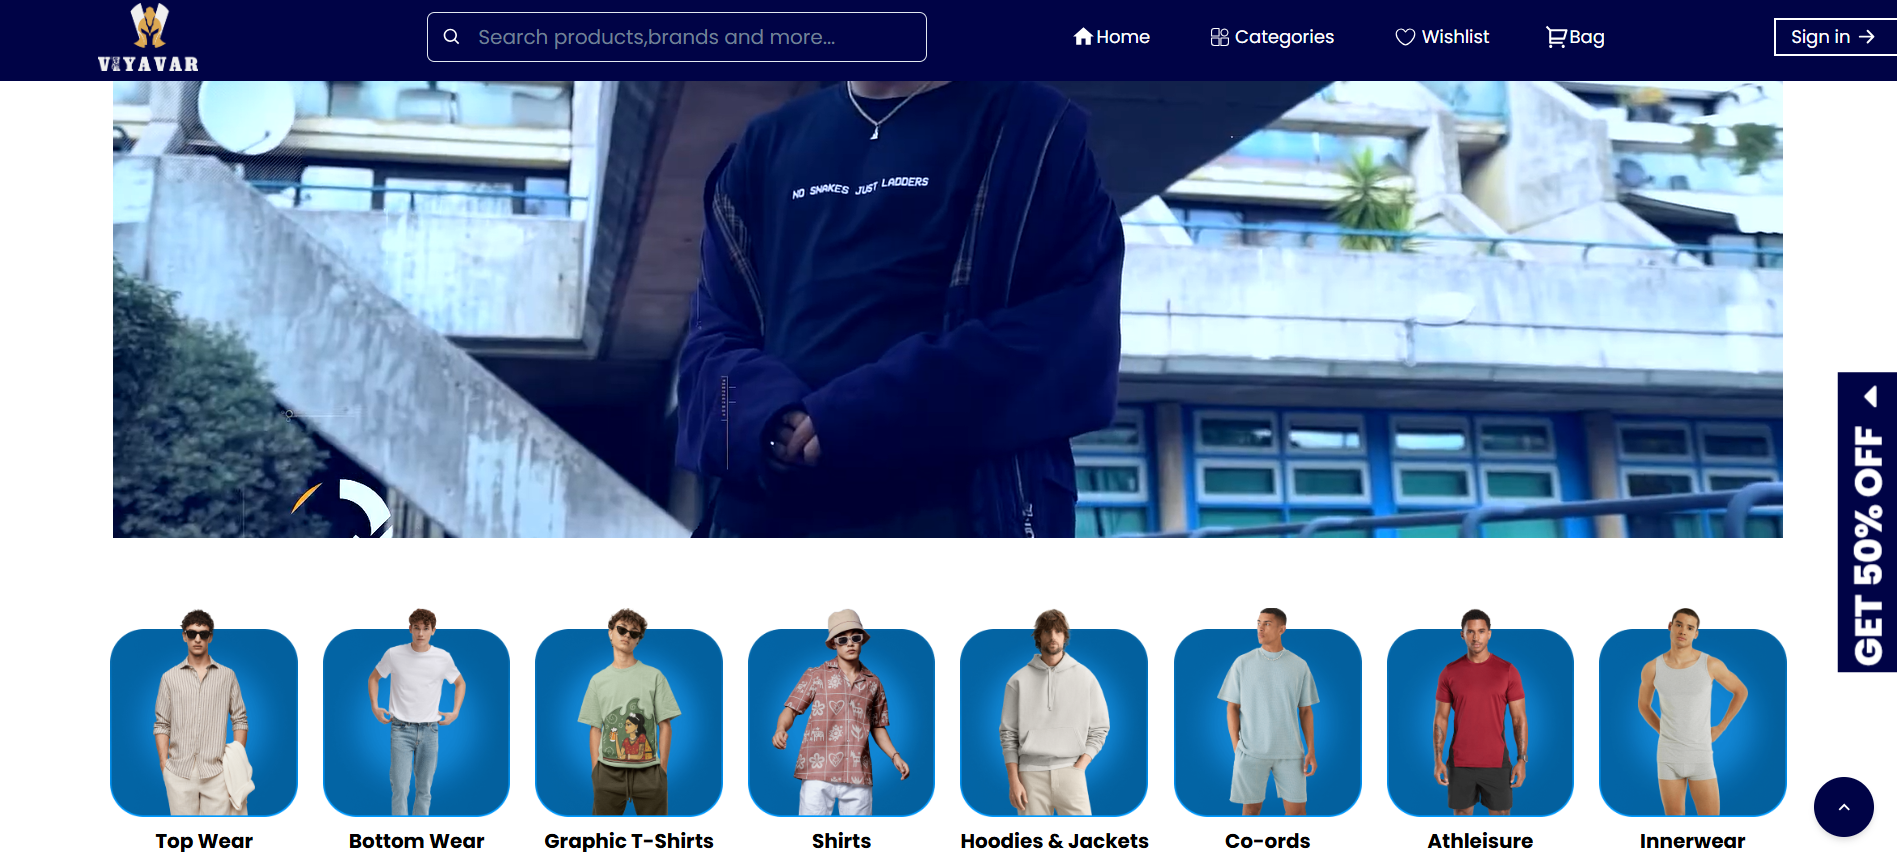 VIYAVAR
Search products,brands and more...
Home
Categories
Wishlist
Bag
Sign in →
NO SNAKES JUST LADDERS
GET 50% OFF
Top Wear
Bottom Wear
Graphic T-Shirts
Shirts
Hoodies & Jackets
Co-ords
Athleisure
Innerwear